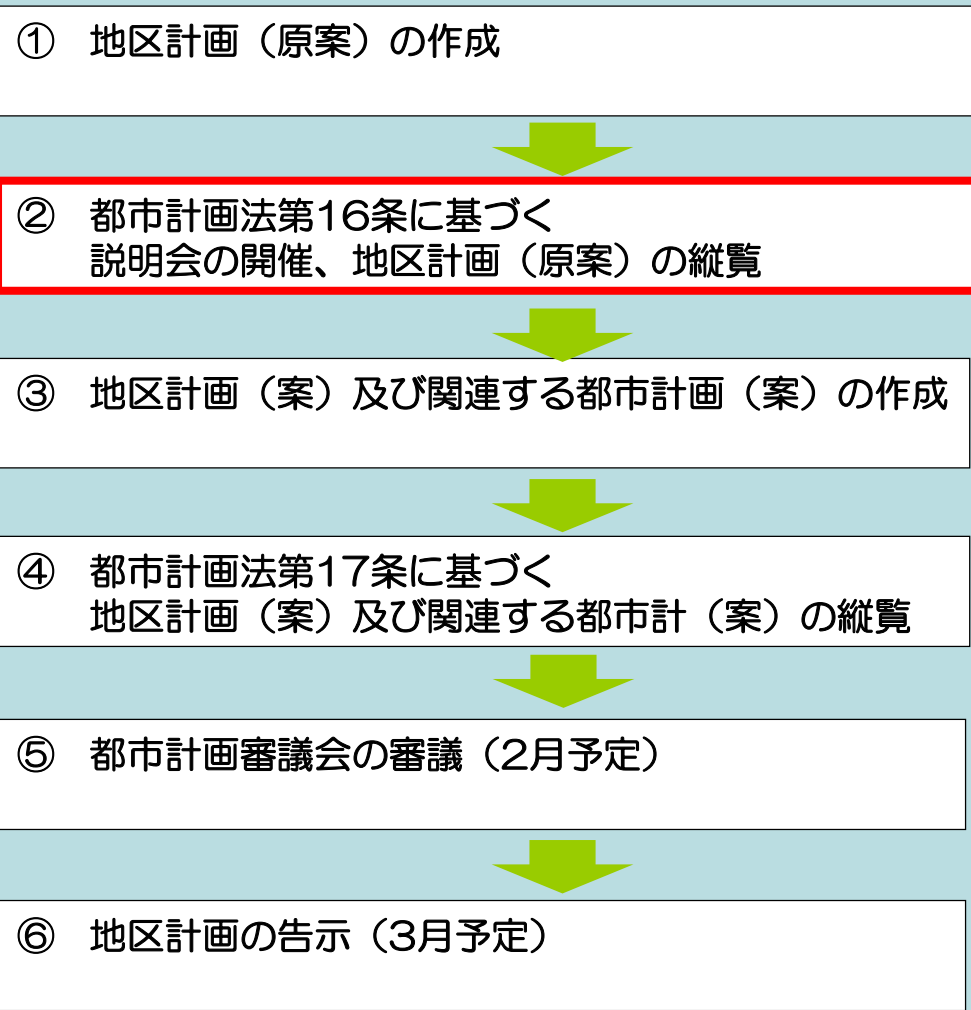 ① 地区計画（原案）の作成
② 都市計画法第16条に基づく
説明会の開催、地区計画（原案）の縦覧
③ 地区計画（案）及び関連する都市計画（案）の作成
④ 都市計画法第17条に基づく
地区計画（案）及び関連する都市計（案）の縦覧
⑤ 都市計画審議会の審議（2月予定）
⑥ 地区計画の告示（3月予定）